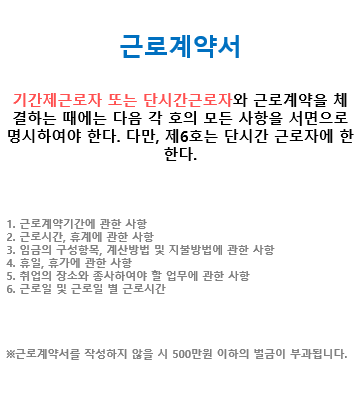 근로계약서
기간제근로자 또는 단시간근로자와 근로계약을 체
결하는 때에는 다음 각 호의 모든 사항을 서면으로
명시하여야 한다. 다만, 제6호는 단시간 근로자에 한
한다.
1. 근로계약기간에 관한 사항
2. 근로시간, 휴게에 관한 사항
3. 임금의 구성항목, 계산방법 및 지불방법에 관한 사항
4. 휴일, 휴가에 관한 사항
5. 취업의 장소와 종사하여야 할 업무에 관한 사항
6. 근로일 및 근로일 별 근로시간
※근로계약서를 작성하지 않을 시 500만원 이하의 벌금이 부과됩니다.